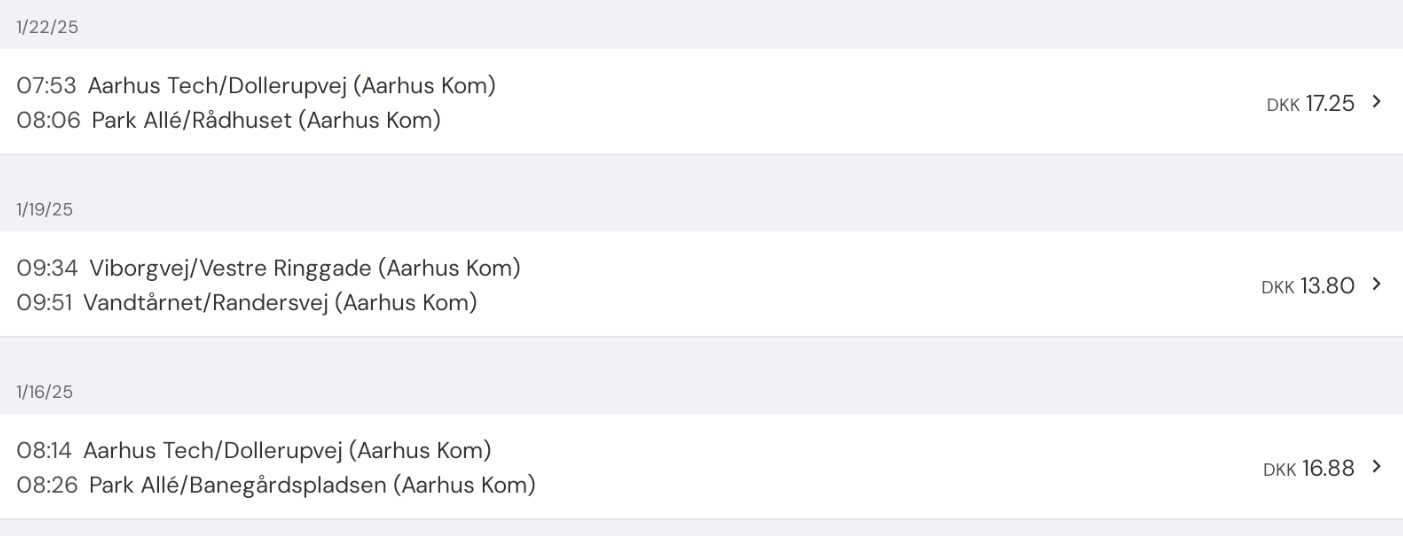 1/22/25
07:53 Aarhus Tech/Dollerupvej (Aarhus Kom)
08:06 Park Allé/Rådhuset (Aarhus Kom)
DKK 17.25
1/19/25
09:34 Viborgvej/Vestre Ringgade (Aarhus Kom)
09:51 Vandtårnet/Randersvej (Aarhus Kom)
DKK 13.80
1/16/25
08:14 Aarhus Tech/Dollerupvej (Aarhus Kom)
08:26 Park Allé/Banegårdspladsen (Aarhus Kom)
DKK 16.88